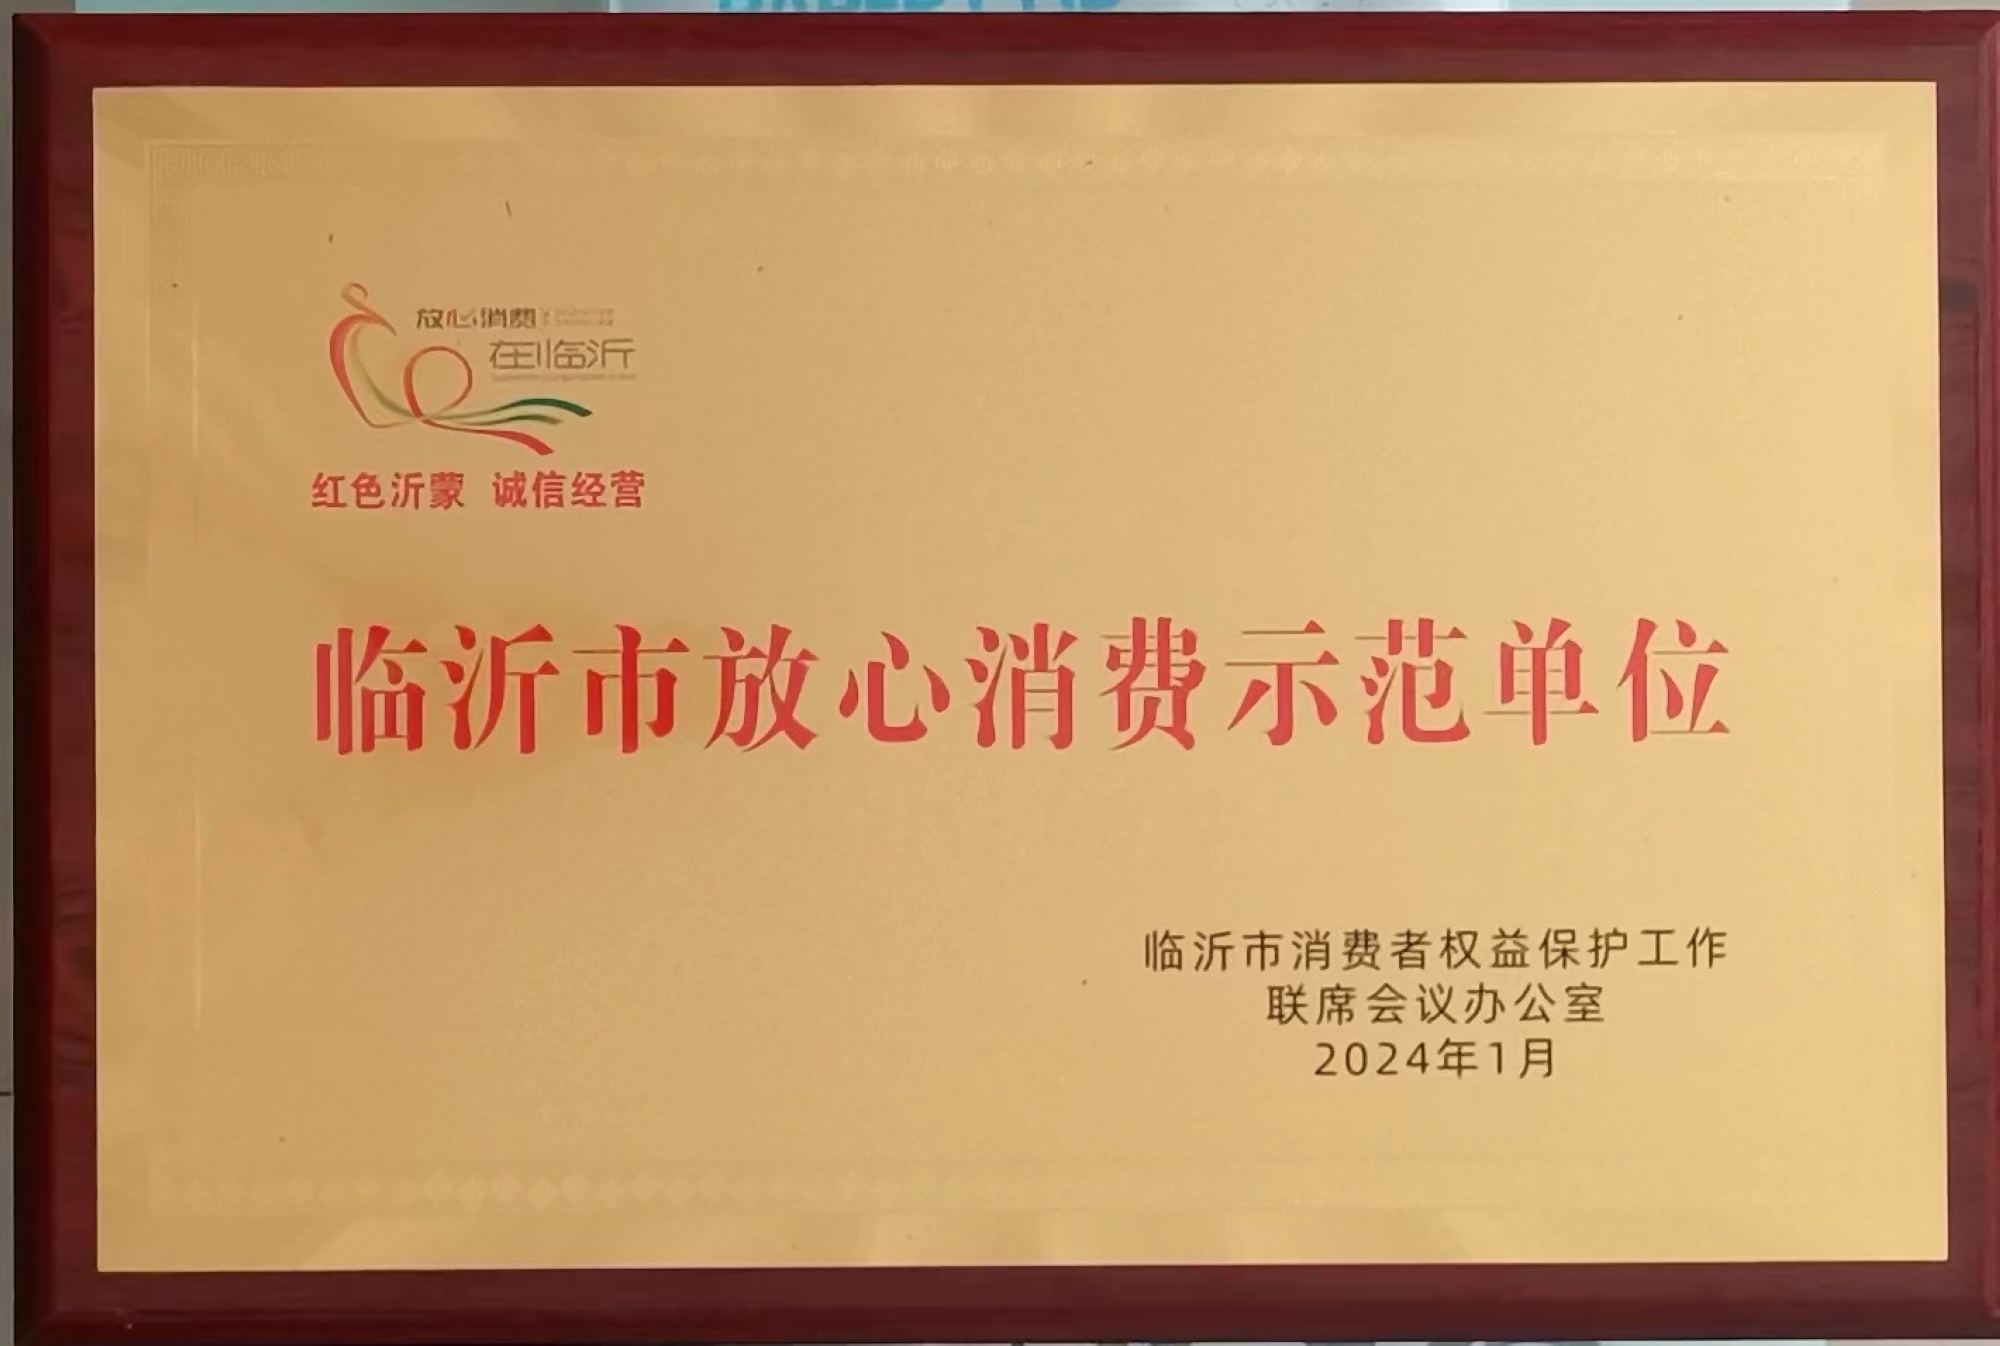 放心消费
在临沂
红色沂蒙 诚信经营
临沂市放心消费示范单位
临沂市消费者权益保护工作
联席会议办公室
2024年1月